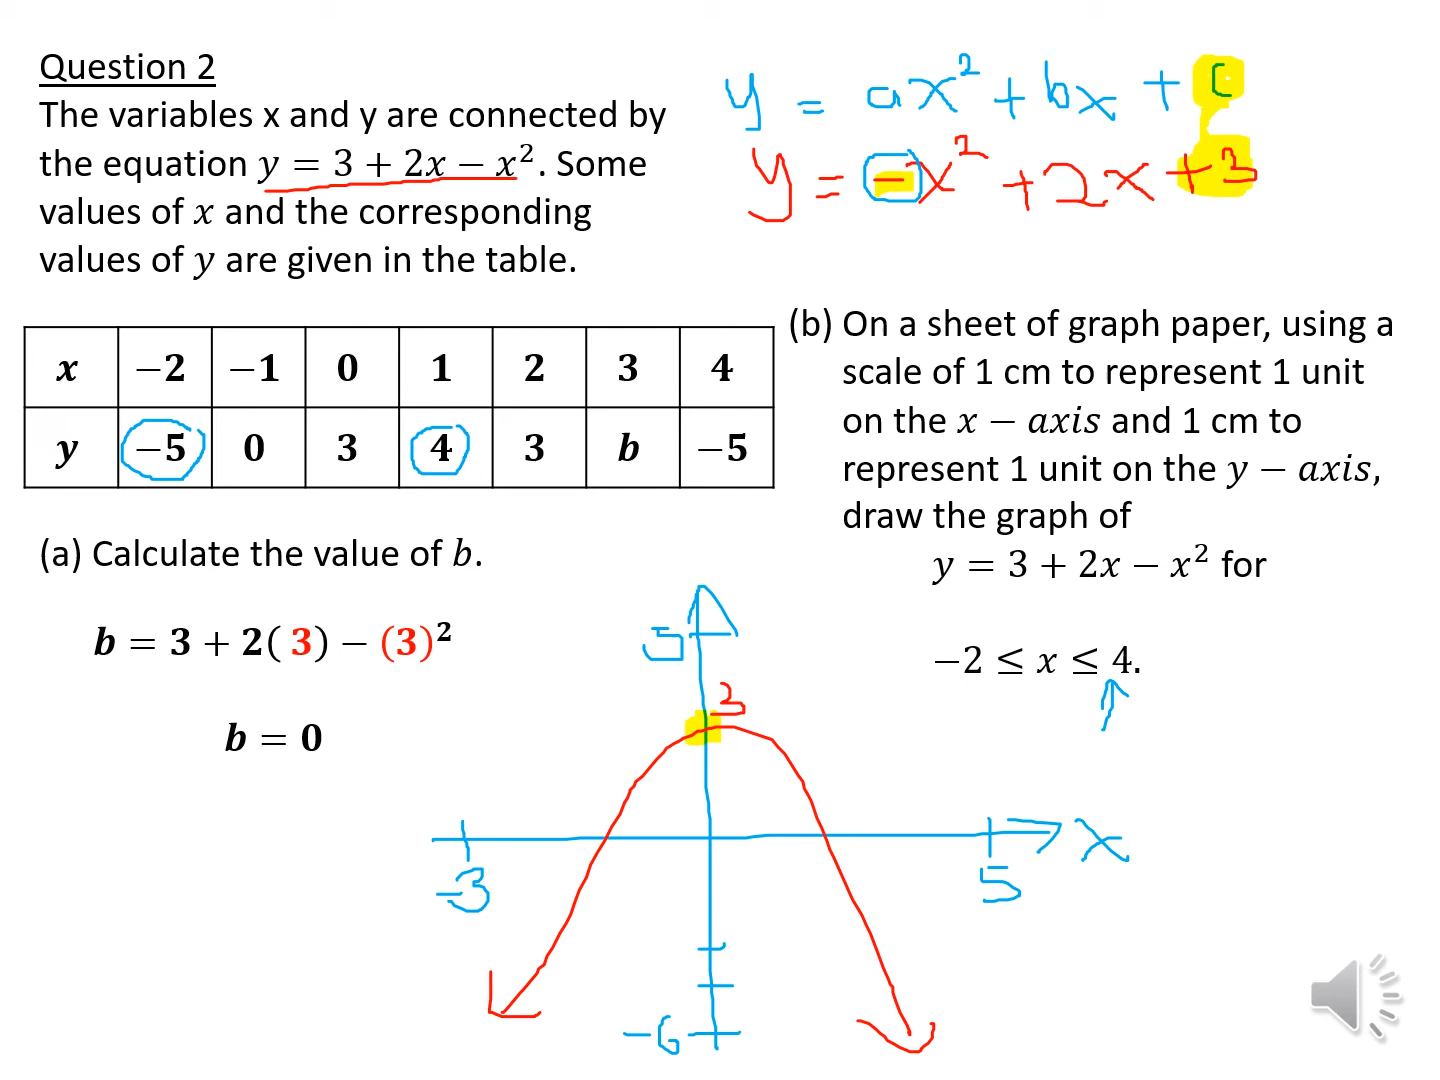 Question 2
The variables x and y are connected by
the equation y = 3 + 2x − x². Some
values of x and the corresponding
values of y are given in the table.
y = ax² + bx + c
y = −x² + 2x + 3
x −2 −1 0 1 2 3 4
y −5 0 3 4 3 b −5
(a) Calculate the value of b.
b = 3 + 2( 3) − (3)²
b = 0
(b) On a sheet of graph paper, using a
scale of 1 cm to represent 1 unit
on the x − axis and 1 cm to
represent 1 unit on the y − axis,
draw the graph of
y = 3 + 2x − x² for
−2 ≤ x ≤ 4.
5
3
x
−3
5
−6